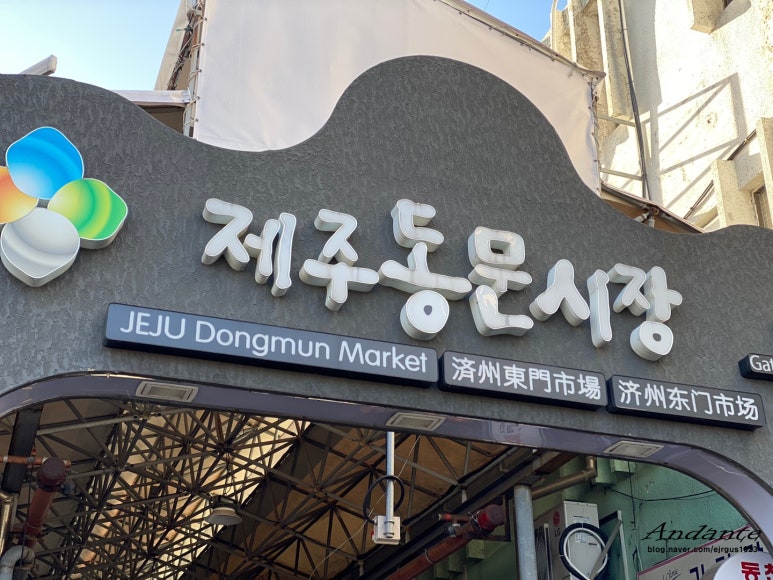 제주동문시장
JEJU Dongmun Market
済州東門市場
济州东门市场
Gat
Andante
blog.naver.com/ejrgus1023